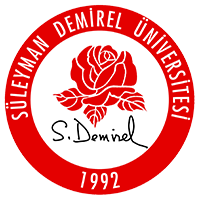 SÜLEYMAN DEMİREL ÜNİVERSİTESİ
S. Demirel
1992